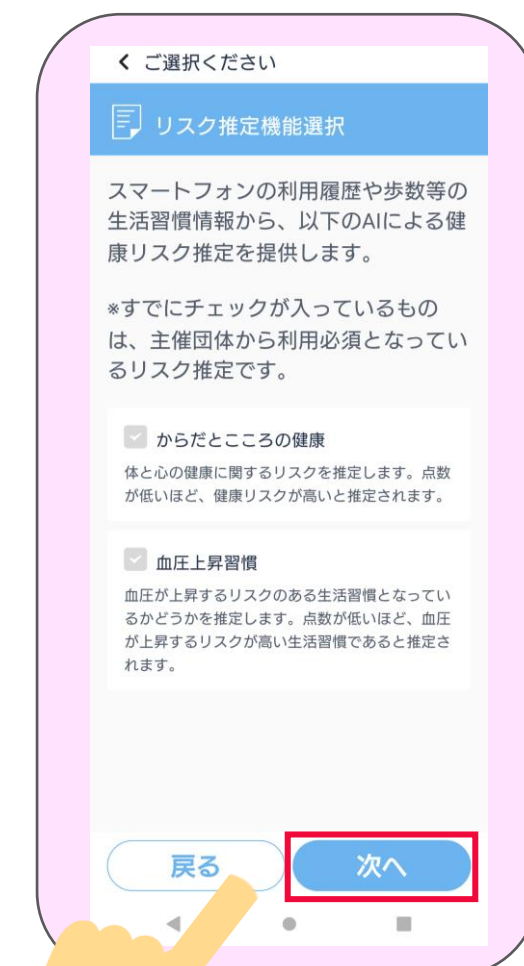 ご選択ください
リスク推定機能選択
スマートフォンの利用履歴や歩数等の
生活習慣情報から、以下のAIによる健
康リスク推定を提供します。
*すでにチェックが入っているもの
は、主催団体から利用必須となってい
るリスク推定です。
からだとこころの健康
体と心の健康に関するリスクを推定します。点数
が低いほど、健康リスクが高いと推定されます。
血圧上昇習慣
血圧が上昇するリスクのある生活習慣となってい
るかどうかを推定します。点数が低いほど、血圧
が上昇するリスクが高い生活習慣であると推定さ
れます。
戻る
次へ